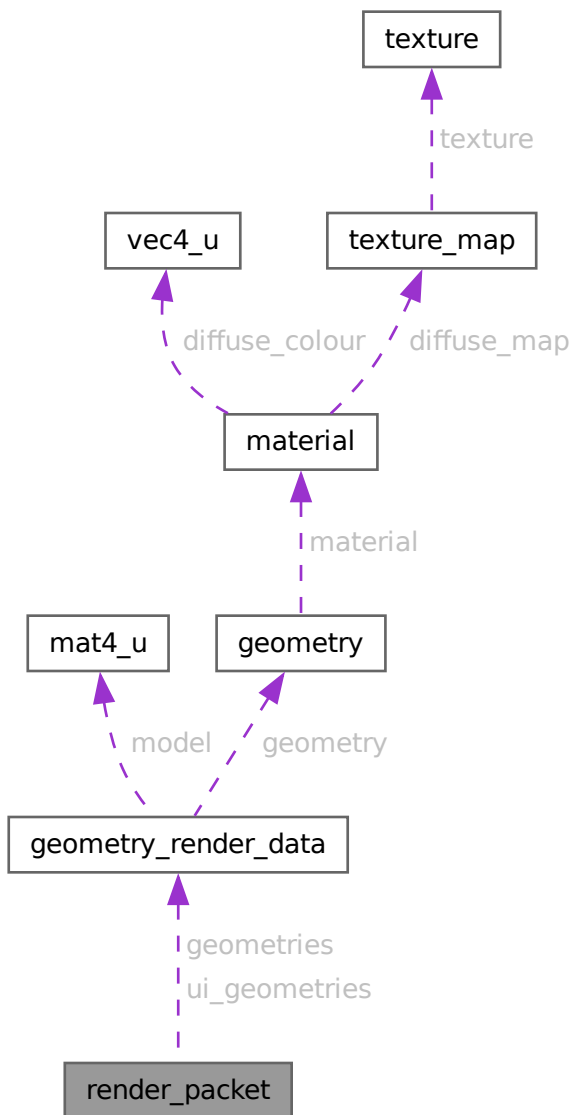 texture
texture
vec4_u
texture_map
diffuse_colour
diffuse_map
material
material
mat4_u
geometry
model
geometry
geometry_render_data
geometries
ui_geometries
render_packet